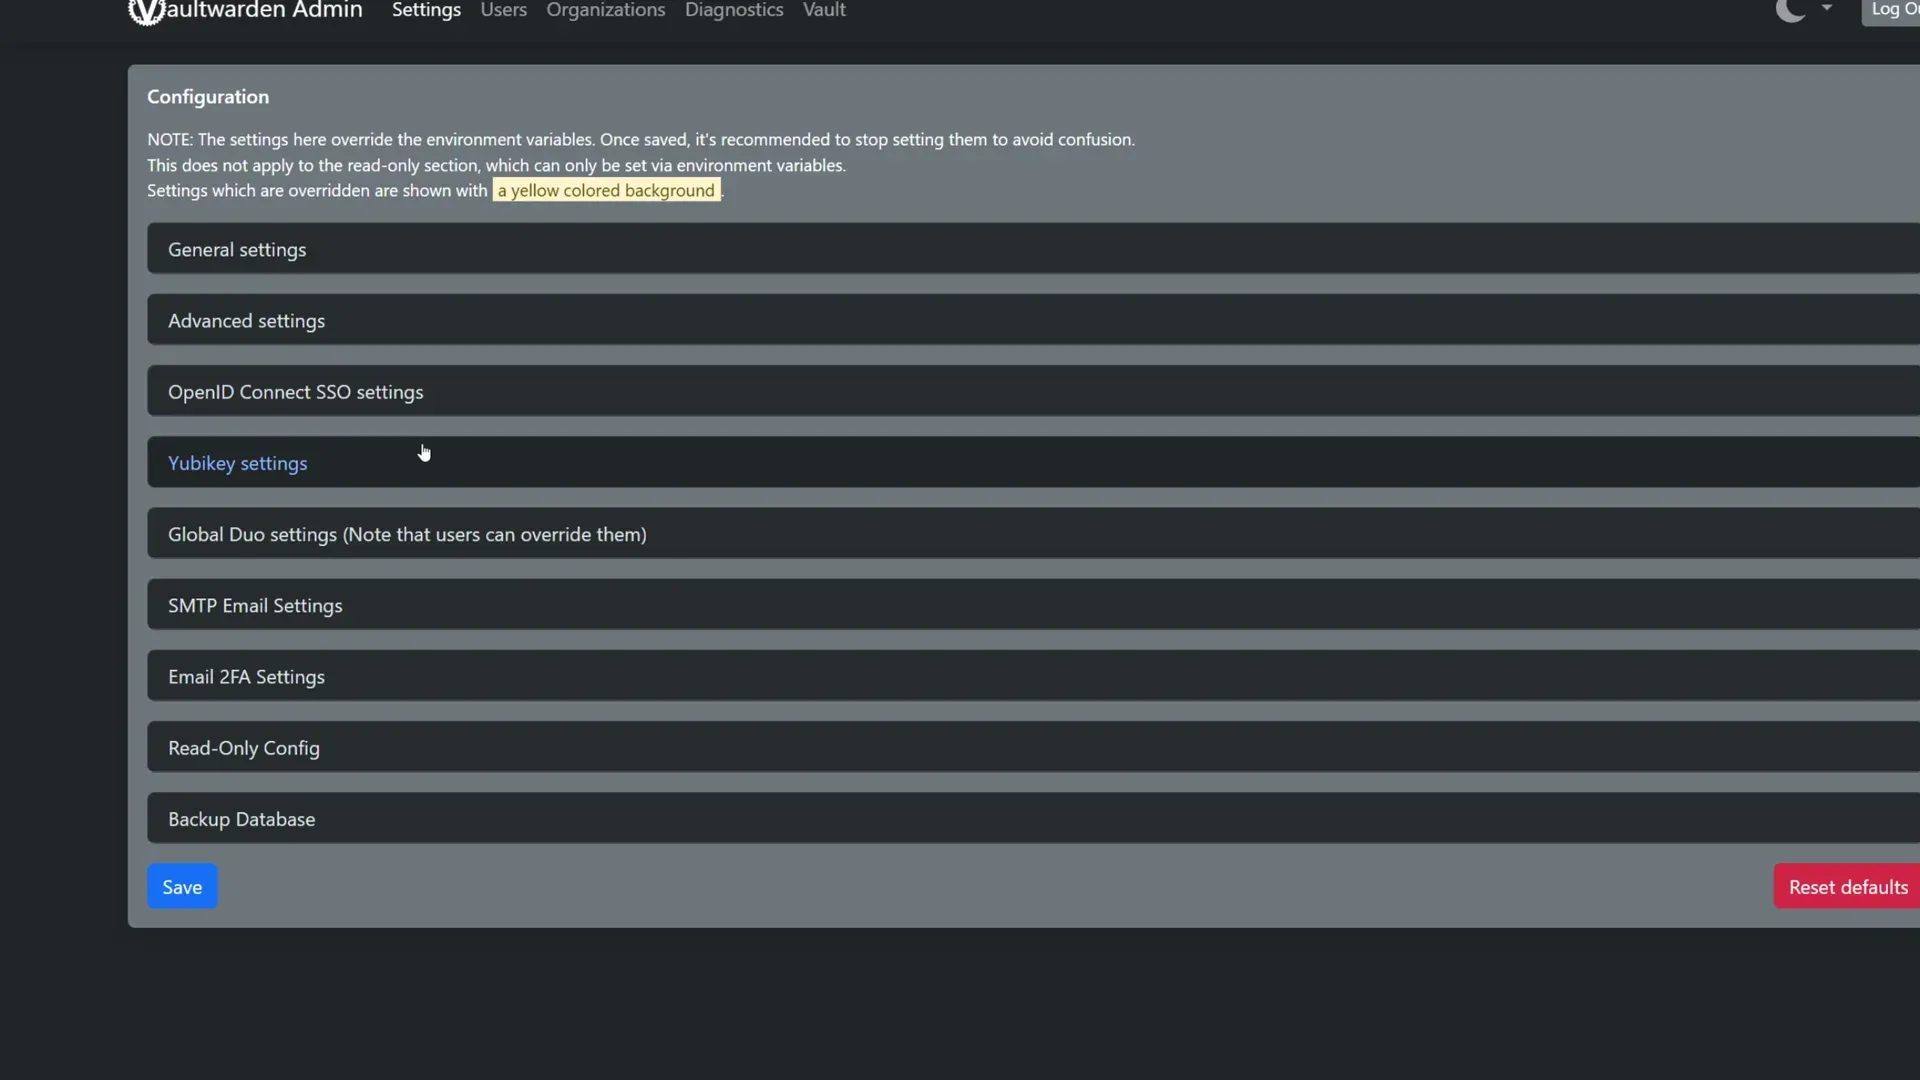 Vaultwarden Admin Settings Users Organizations Diagnostics Vault Log Ou
Configuration
NOTE: The settings here override the environment variables. Once saved, it's recommended to stop setting them to avoid confusion.
This does not apply to the read-only section, which can only be set via environment variables.
Settings which are overridden are shown with a yellow colored background.
General settings
Advanced settings
OpenID Connect SSO settings
Yubikey settings
Global Duo settings (Note that users can override them)
SMTP Email Settings
Email 2FA Settings
Read-Only Config
Backup Database
Save Reset defaults